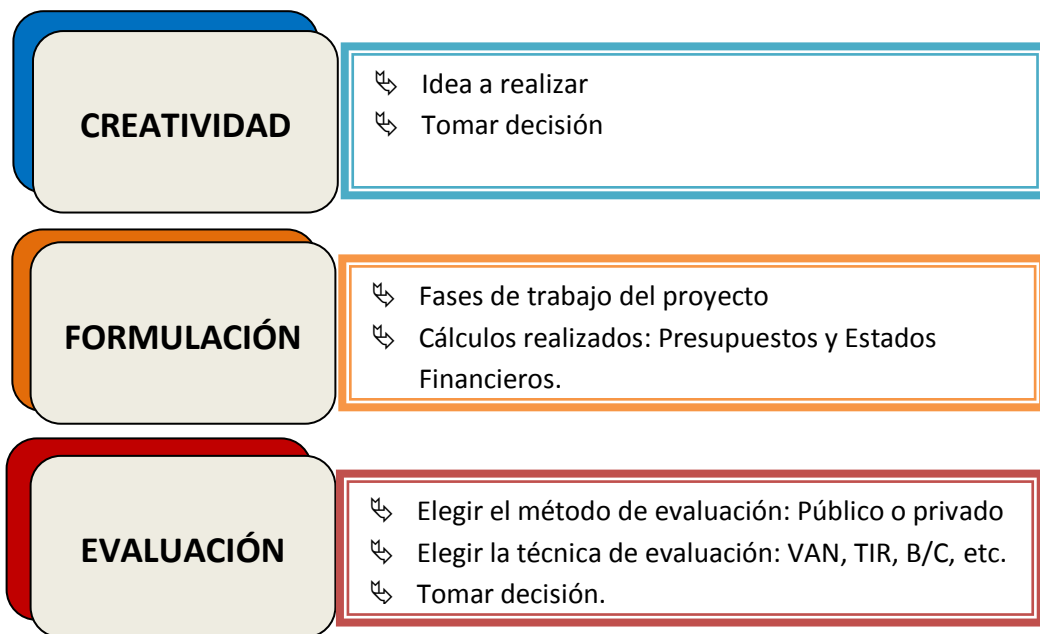 CREATIVIDAD
Idea a realizar
Tomar decisión
FORMULACIÓN
Fases de trabajo del proyecto
Cálculos realizados: Presupuestos y Estados
Financieros.
EVALUACIÓN
Elegir el método de evaluación: Público o privado
Elegir la técnica de evaluación: VAN, TIR, B/C, etc.
Tomar decisión.